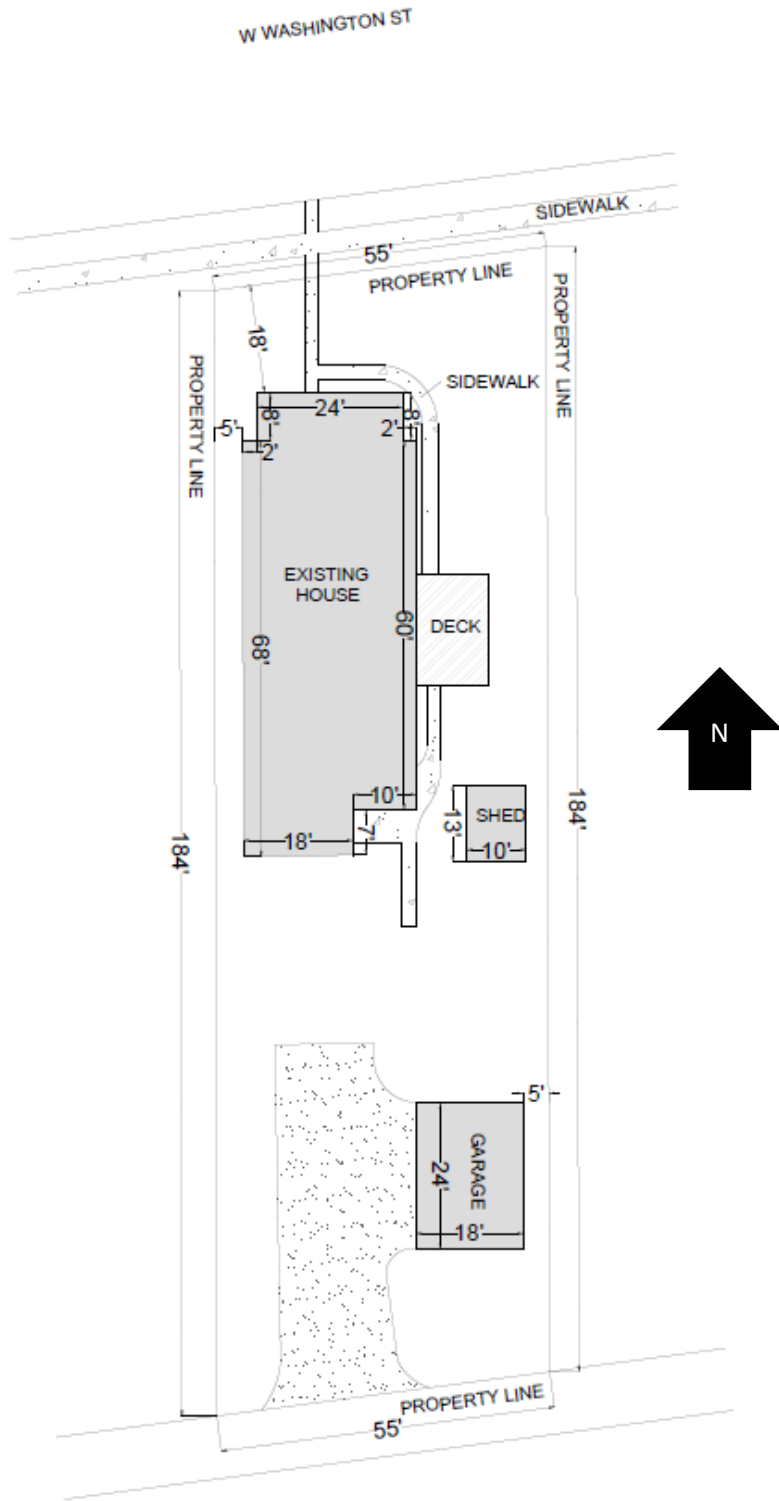 W WASHINGTON ST
SIDEWALK
55'
PROPERTY LINE
PROPERTY LINE
18'
PROPERTY LINE
SIDEWALK
24'
8'
8'
5'
2'
2'
EXISTING
HOUSE
DECK
60'
68'
N
10'
SHED
13'
10'
184'
184'
18'
7'
5'
GARAGE
24'
18'
PROPERTY LINE
55'